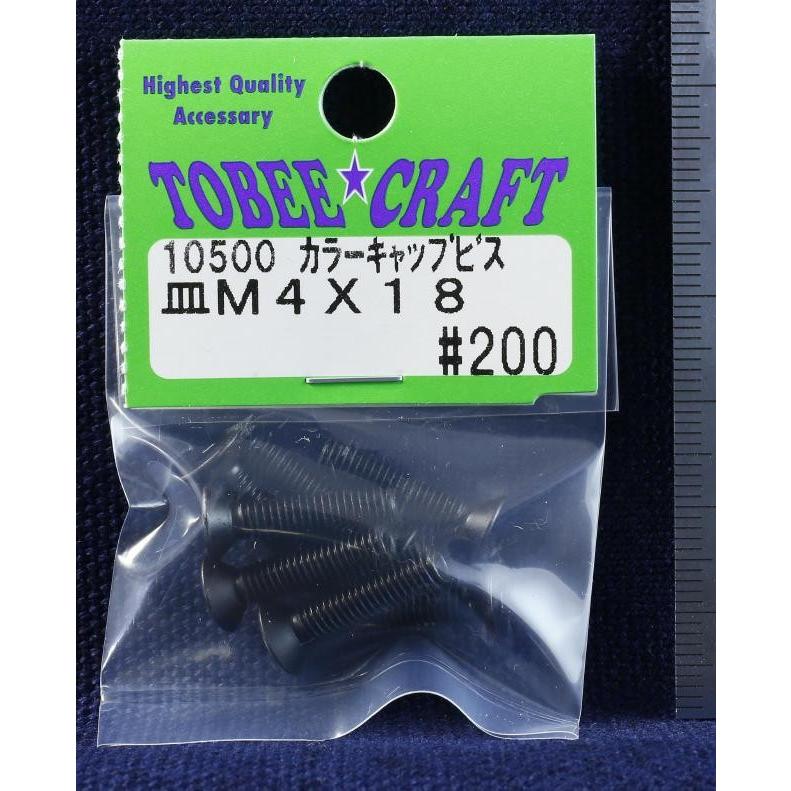 Highest Quality
Accessary
TOBEE★CRAFT
10500 カラーキャップビス
皿M4X18
#200